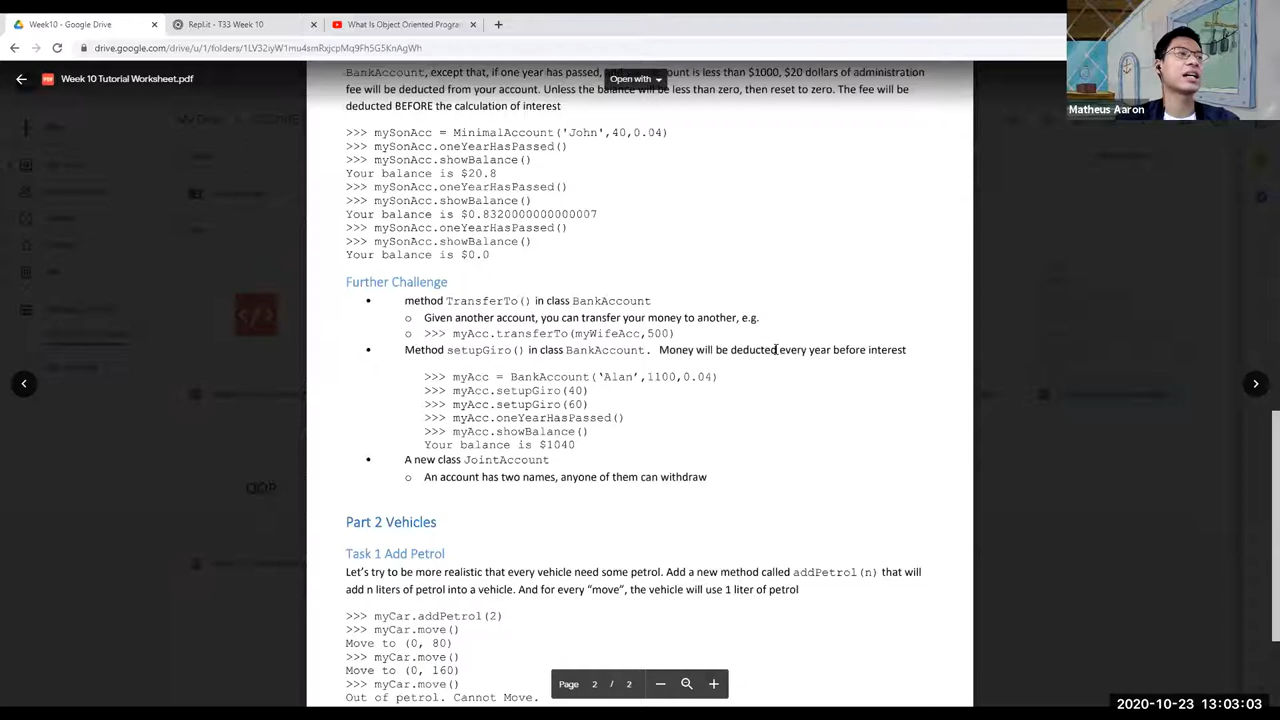 Week10 - Google Drive
Repl.it - T33 Week 10
What Is Object Oriented Progra
drive.google.com/drive/u/1/folders/1LV32iyW1mu4smRxjcpMq9Fh5G5KnAgWh
Week 10 Tutorial Worksheet.pdf
Open with
Matheus Aaron
BankAccount, except that, if one year has passed, and your account is less than $1000, $20 dollars of administration
fee will be deducted from your account. Unless the balance will be less than zero, then reset to zero. The fee will be
deducted BEFORE the calculation of interest
>>> mySonAcc = MinimalAccount('John',40,0.04)
>>> mySonAcc.oneYearHasPassed()
>>> mySonAcc.showBalance()
Your balance is $20.8
>>> mySonAcc.oneYearHasPassed()
>>> mySonAcc.showBalance()
Your balance is $0.8320000000000007
>>> mySonAcc.oneYearHasPassed()
>>> mySonAcc.showBalance()
Your balance is $0.0
Further Challenge
• method TransferTo() in class BankAccount
o Given another account, you can transfer your money to another, e.g.
o >>> myAcc.transferTo(myWifeAcc,500)
• Method setupGiro() in class BankAccount. Money will be deducted every year before interest
>>> myAcc = BankAccount('Alan',1100,0.04)
>>> myAcc.setupGiro(40)
>>> myAcc.setupGiro(60)
>>> myAcc.oneYearHasPassed()
>>> myAcc.showBalance()
Your balance is $1040
• A new class JointAccount
o An account has two names, anyone of them can withdraw
Part 2 Vehicles
Task 1 Add Petrol
Let's try to be more realistic that every vehicle need some petrol. Add a new method called addPetrol(n) that will
add n liters of petrol into a vehicle. And for every "move", the vehicle will use 1 liter of petrol
>>> myCar.addPetrol(2)
>>> myCar.move()
Move to (0, 80)
>>> myCar.move()
Move to (0, 160)
>>> myCar.move()
Out of petrol. Cannot Move.
Page 2 / 2
2020-10-23 13:03:03